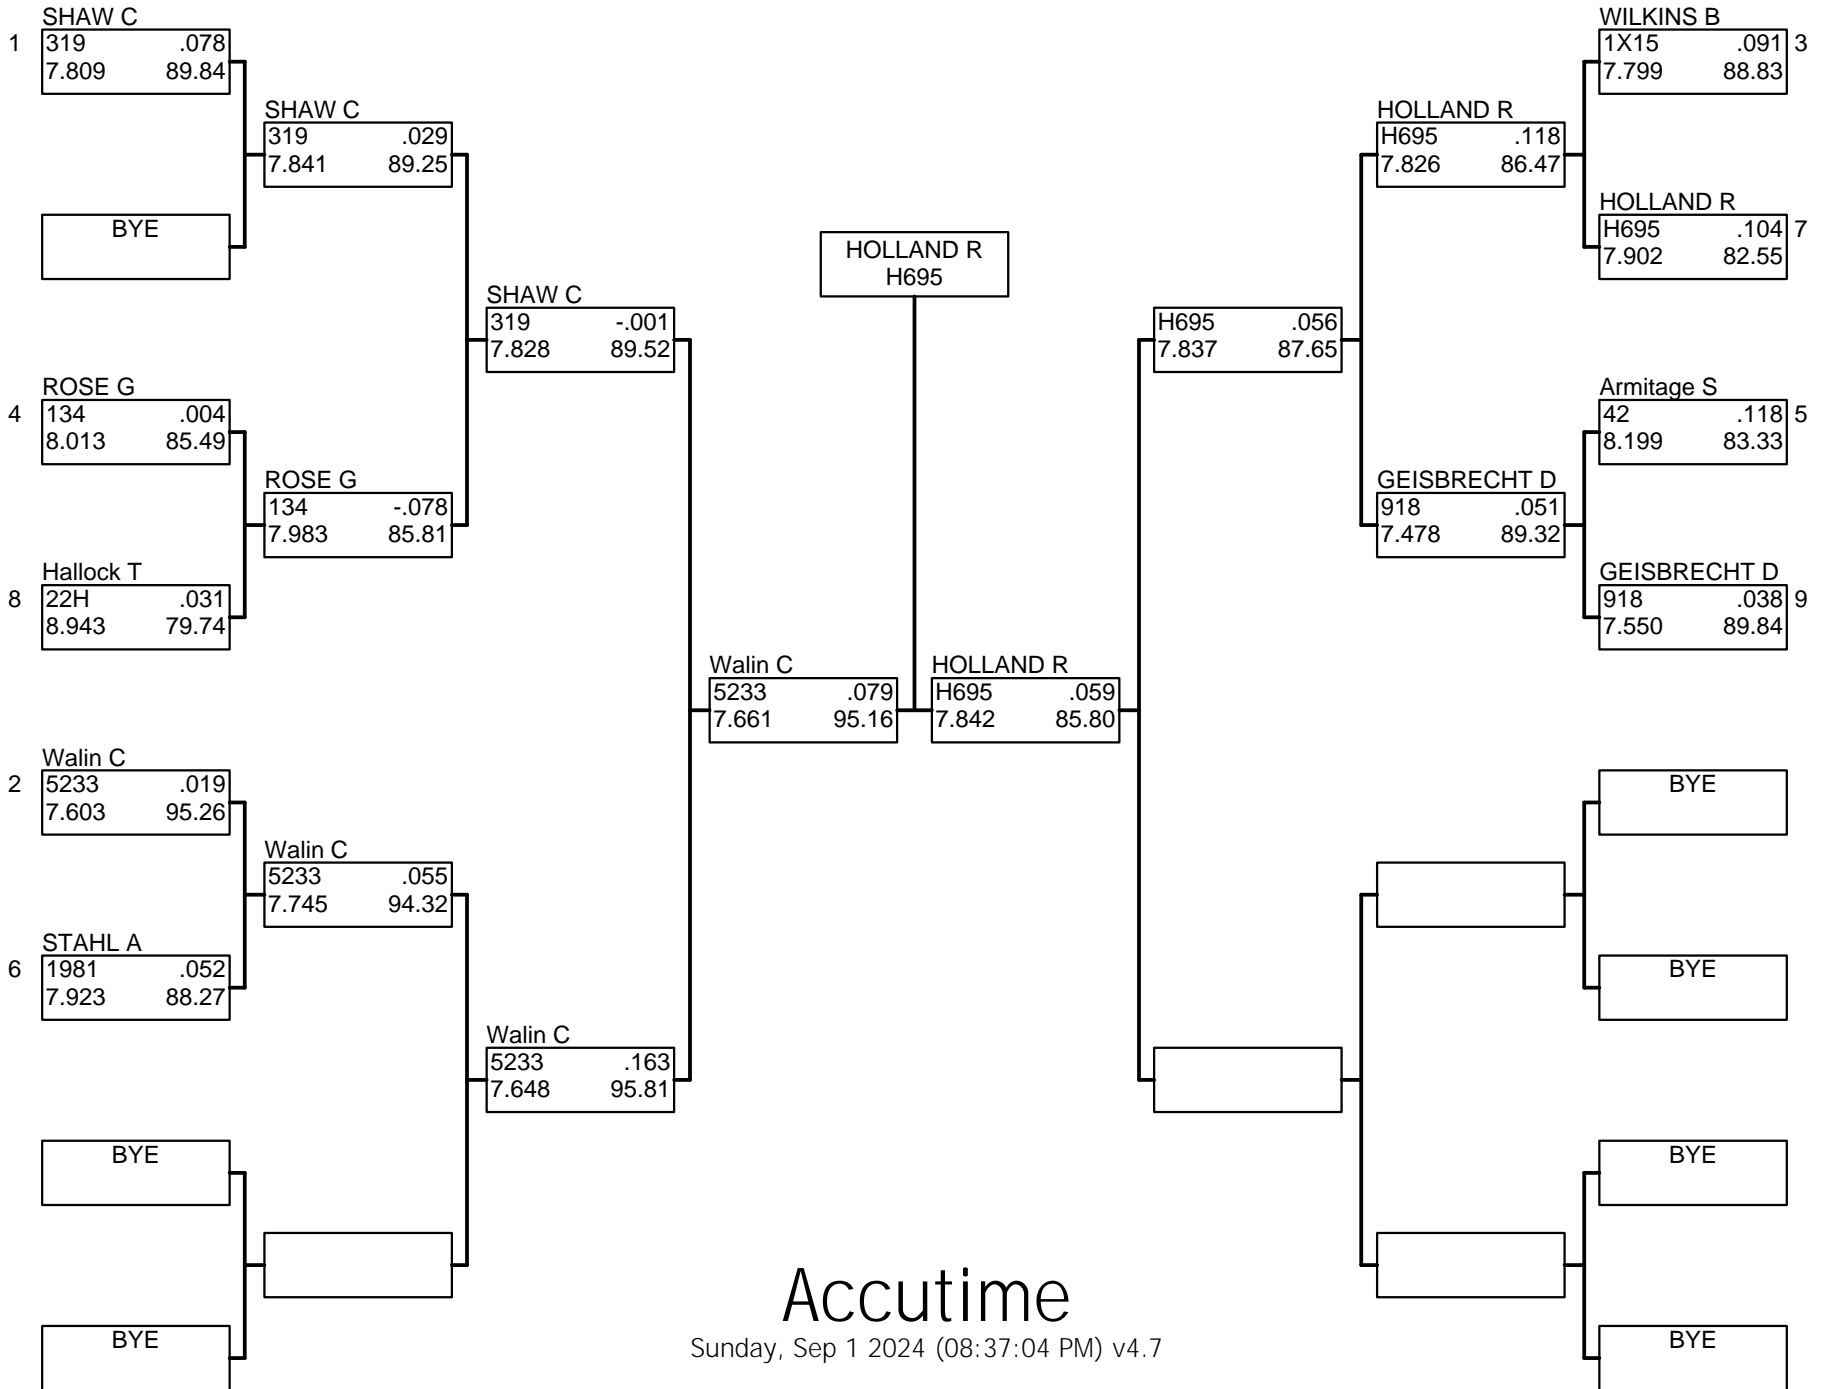 SHAW C
1
319 .078
7.809 89.84
BYE
ROSE G
4
134 .004
8.013 85.49
Hallock T
8
22H .031
8.943 79.74
Walin C
2
5233 .019
7.603 95.26
STAHL A
6
1981 .052
7.923 88.27
BYE
BYE
SHAW C
319 .029
7.841 89.25
ROSE G
134 -.078
7.983 85.81
Walin C
5233 .055
7.745 94.32
SHAW C
319 -.001
7.828 89.52
Walin C
5233 .163
7.648 95.81
Walin C
5233 .079
7.661 95.16
HOLLAND R
H695
HOLLAND R
H695 .059
7.842 85.80
H695 .056
7.837 87.65
HOLLAND R
H695 .118
7.826 86.47
GEISBRECHT D
918 .051
7.478 89.32
WILKINS B
1X15 .091 3
7.799 88.83
HOLLAND R
H695 .104 7
7.902 82.55
Armitage S
42 .118 5
8.199 83.33
GEISBRECHT D
918 .038 9
7.550 89.84
BYE
BYE
BYE
BYE
Accutime
Sunday, Sep 1 2024 (08:37:04 PM) v4.7